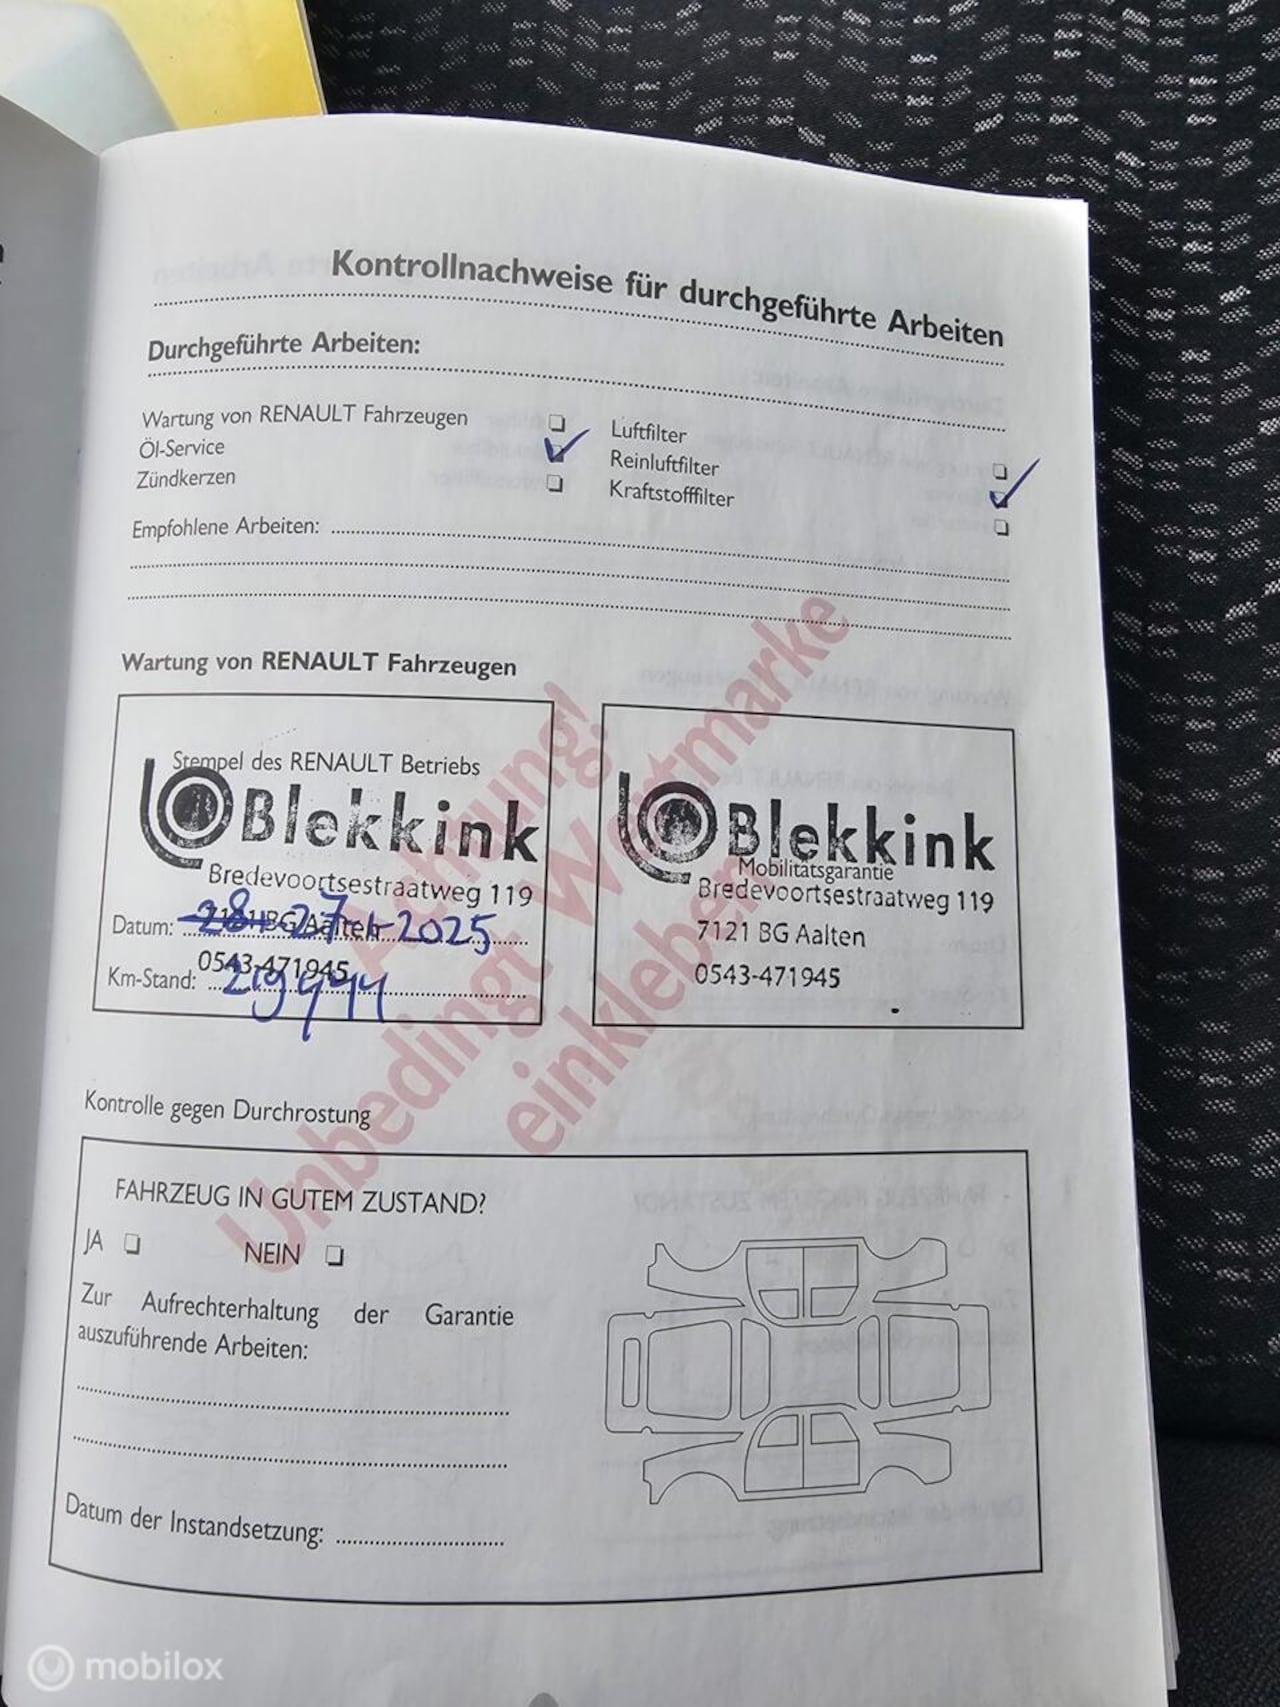 Kontrollnachweise für durchgeführte Arbeiten
Durchgeführte Arbeiten:
Wartung von RENAULT Fahrzeugen
Öl-Service
Zündkerzen
Luftfilter
Reinluftfilter
Kraftstofffilter
Empfohlene Arbeiten:
Wartung von RENAULT Fahrzeugen
Stempel des RENAULT Betriebs
Blekkink
Bredevoortsestraatweg 119
7121 BG Aalten
Datum: 2025
0543-471945
Km-Stand:
Blekkink
Mobilitätsgarantie
Bredevoortsestraatweg 119
7121 BG Aalten
0543-471945
Achtung!
Unbedingt Wertmarke
einkleben
Kontrolle gegen Durchrostung
FAHRZEUG IN GUTEM ZUSTAND?
JA
NEIN
Zur Aufrechterhaltung der Garantie
auszuführende Arbeiten:
Datum der Instandsetzung:
mobilox